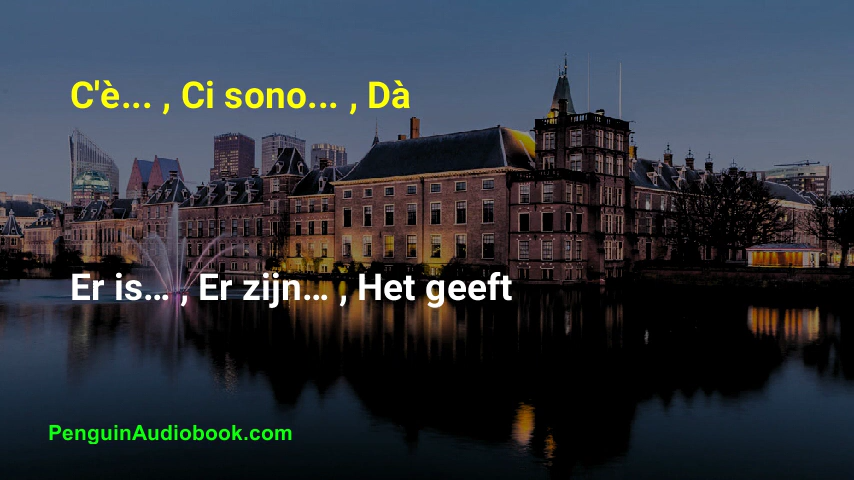 C'è... , Ci sono... , Dà
Er is... , Er zijn... , Het geeft
PenguinAudiobook.com